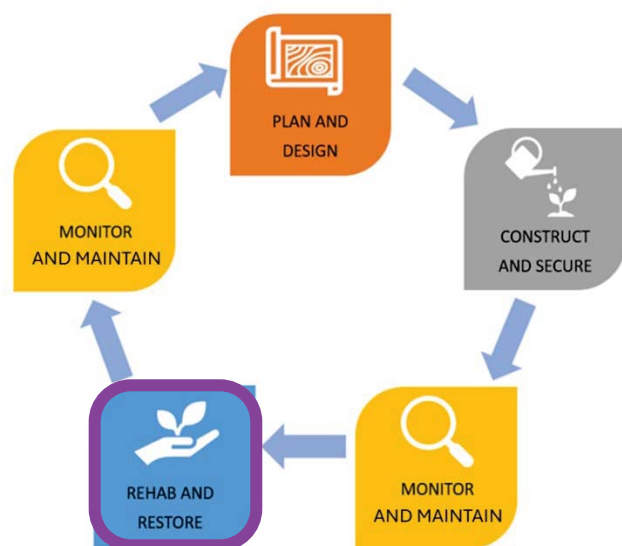 PLAN AND
DESIGN
CONSTRUCT
AND SECURE
MONITOR
AND MAINTAIN
REHAB AND
RESTORE
MONITOR
AND MAINTAIN